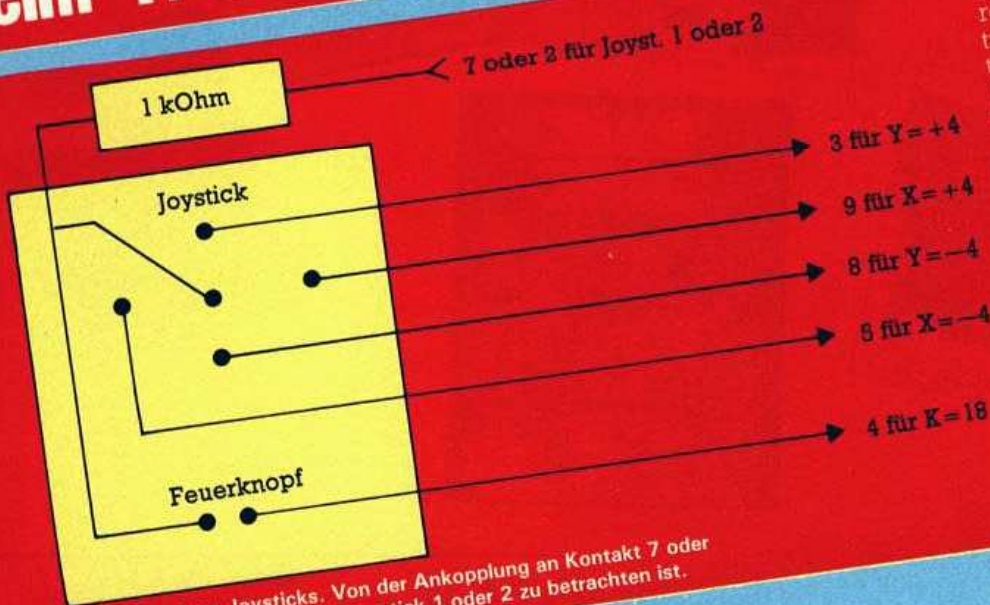 7 oder 2 für Joyst. 1 oder 2
1 kOhm
3 für Y = +4
Joystick
9 für X = +4
8 für Y = —4
5 für X = —4
4 für K = 18
Feuerknopf
Joysticks. Von der Ankopplung an Kontakt 7 oder
1 oder 2 zu betrachten ist.